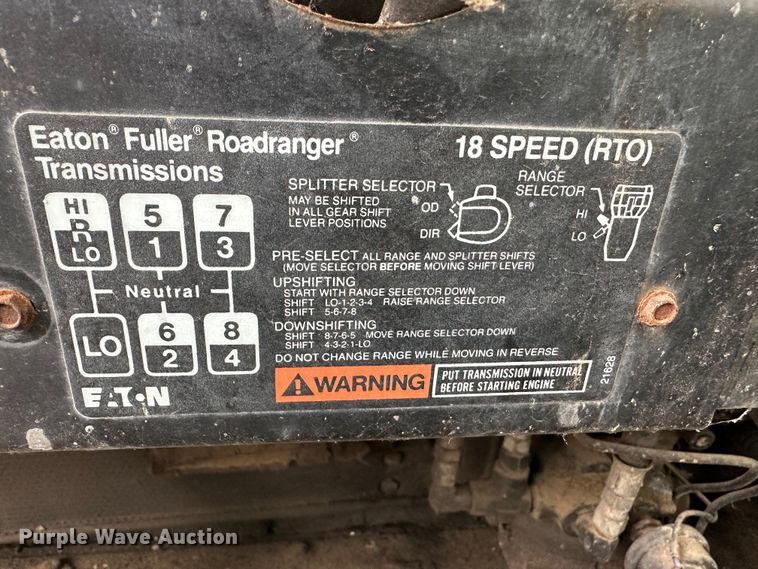 Eaton® Fuller® Roadranger®
Transmissions
18 SPEED (RTO)
HI
R
LO
5
1
7
3
Neutral
LO
6
2
8
4
EATON
SPLITTER SELECTOR
MAY BE SHIFTED
IN ALL GEAR SHIFT
LEVER POSITIONS
OD
DIR
RANGE
SELECTOR
HI
LO
PRE-SELECT ALL RANGE AND SPLITTER SHIFTS
(MOVE SELECTOR BEFORE MOVING SHIFT LEVER)
UPSHIFTING
START WITH RANGE SELECTOR DOWN
SHIFT LO-1-2-3-4 RAISE RANGE SELECTOR
SHIFT 5-6-7-8
DOWNSHIFTING
SHIFT 8-7-6-5 MOVE RANGE SELECTOR DOWN
SHIFT 4-3-2-1-LO
DO NOT CHANGE RANGE WHILE MOVING IN REVERSE
WARNING
PUT TRANSMISSION IN NEUTRAL
BEFORE STARTING ENGINE
21628
Purple Wave Auction